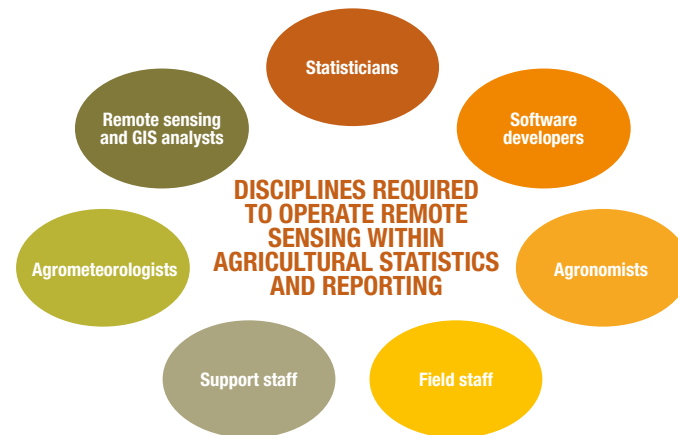 Statisticians
Software
developers
Agronomists
Field staff
Support staff
Agrometeorologists
Remote sensing
and GIS analysts
DISCIPLINES REQUIRED
TO OPERATE REMOTE
SENSING WITHIN
AGRICULTURAL STATISTICS
AND REPORTING